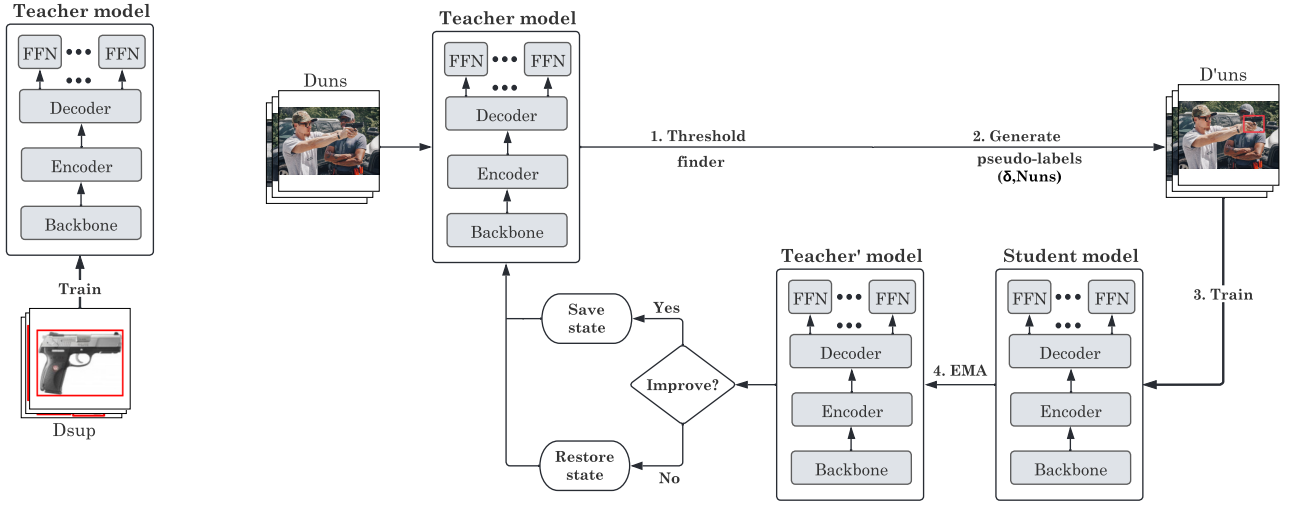 Teacher model
FFN ••• FFN
•••
Decoder
Encoder
Backbone
Train
Dsup
Duns
Teacher model
FFN ••• FFN
•••
Decoder
Encoder
Backbone
1. Threshold
finder
2. Generate
pseudo-labels
(δ,Nuns)
D'uns
3. Train
Student model
FFN ••• FFN
•••
Decoder
Encoder
Backbone
4. EMA
Teacher' model
FFN ••• FFN
•••
Decoder
Encoder
Backbone
Improve?
Yes
Save
state
No
Restore
state